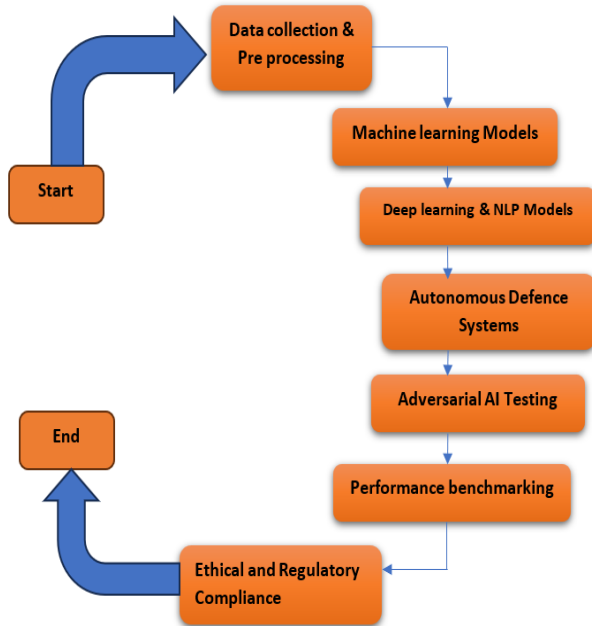 Data collection &
Pre processing
Machine learning Models
Start
Deep learning & NLP Models
Autonomous Defence
Systems
Adversarial AI Testing
End
Performance benchmarking
Ethical and Regulatory
Compliance